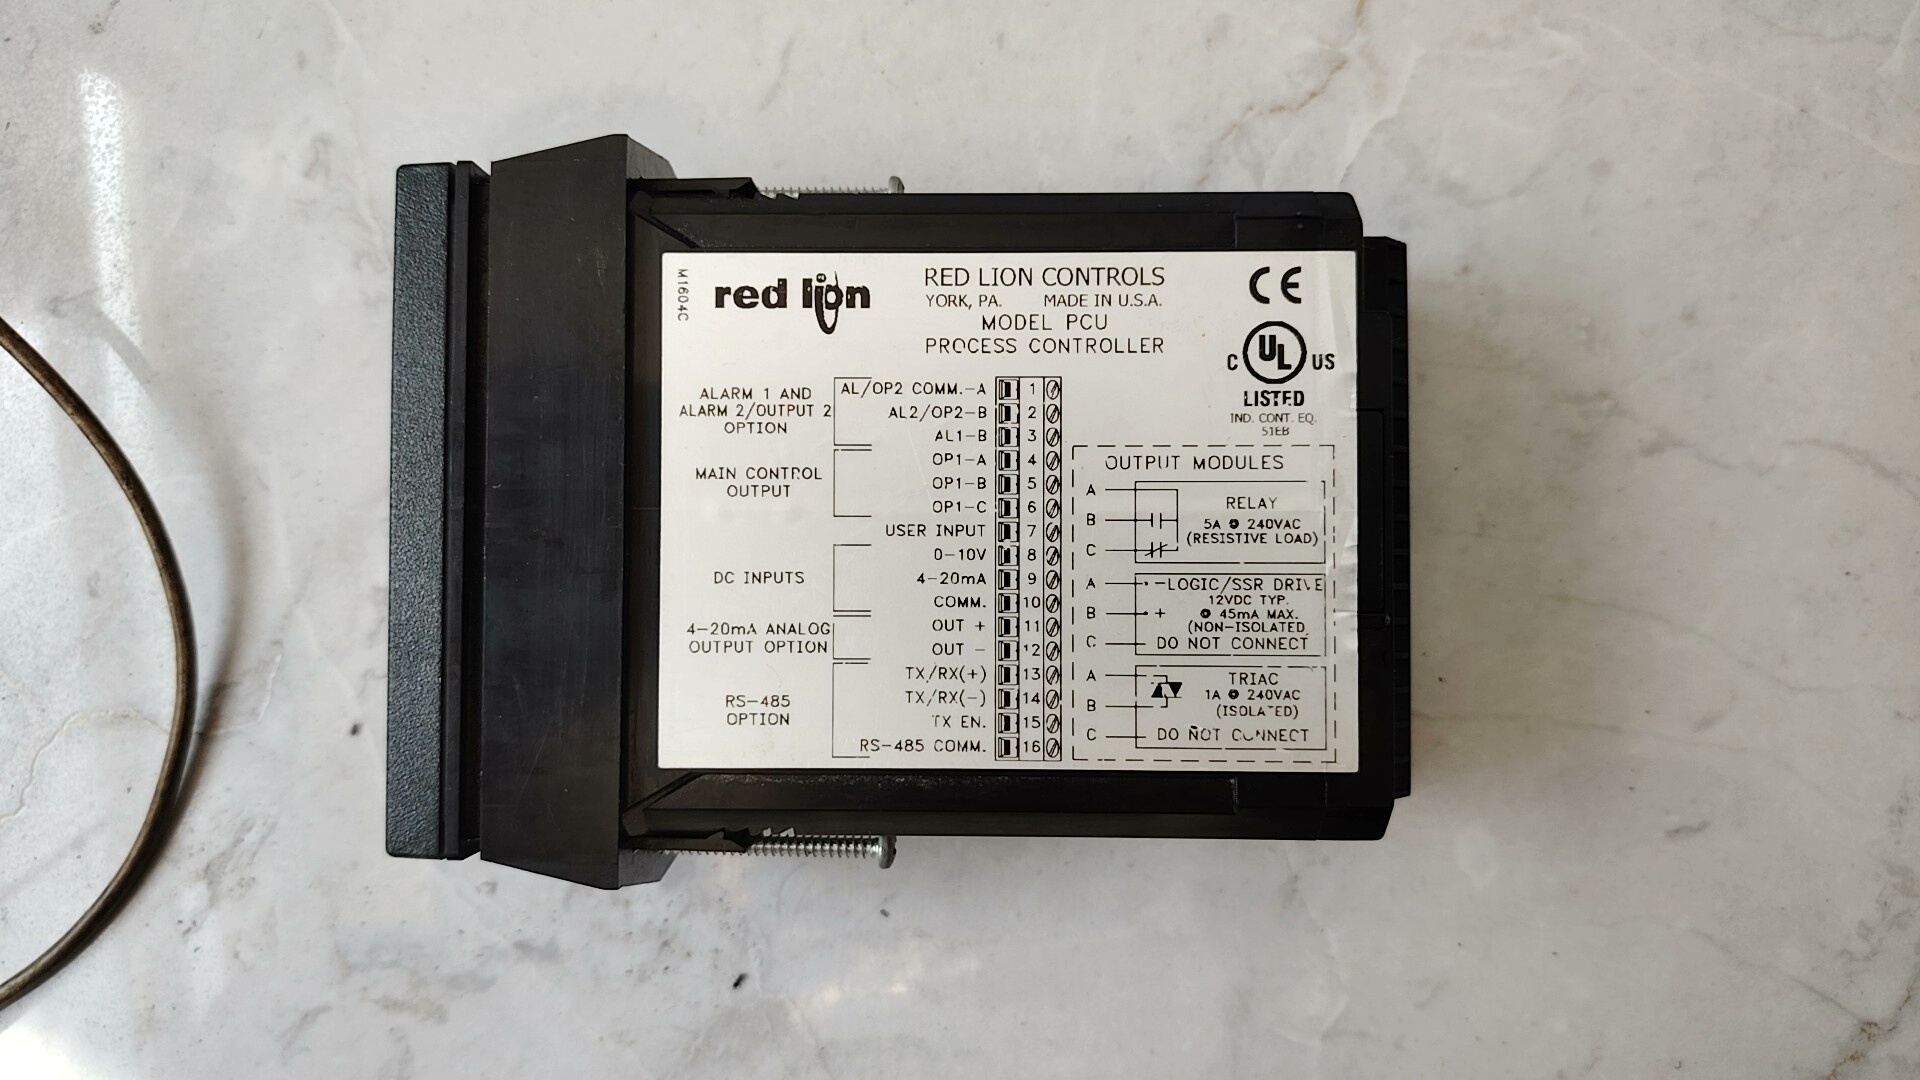 M1604C
red lion
RED LION CONTROLS
YORK, PA. MADE IN U.S.A.
MODEL PCU
PROCESS CONTROLLER
CE
C UL US
LISTED
IND. CONT. EQ.
51EB
ALARM 1 AND
ALARM 2/OUTPUT 2
OPTION
MAIN CONTROL
OUTPUT
DC INPUTS
4-20mA ANALOG
OUTPUT OPTION
RS-485
OPTION
AL/OP2 COMM.-A 1
AL2/OP2-B 2
AL1-B 3
OP1-A 4
OP1-B 5
OP1-C 6
USER INPUT 7
0-10V 8
4-20mA 9
COMM. 10
OUT + 11
OUT - 12
TX/RX(+) 13
TX/RX(-) 14
TX EN. 15
RS-485 COMM. 16
OUTPUT MODULES
A
B
C
RELAY
5A @ 240VAC
(RESISTIVE LOAD)
A - LOGIC/SSR DRIVE
12VDC TYP.
B + @ 45mA MAX.
(NON-ISOLATED
C DO NOT CONNECT
A
B
TRIAC
1A @ 240VAC
(ISOLATED)
C DO NOT CONNECT